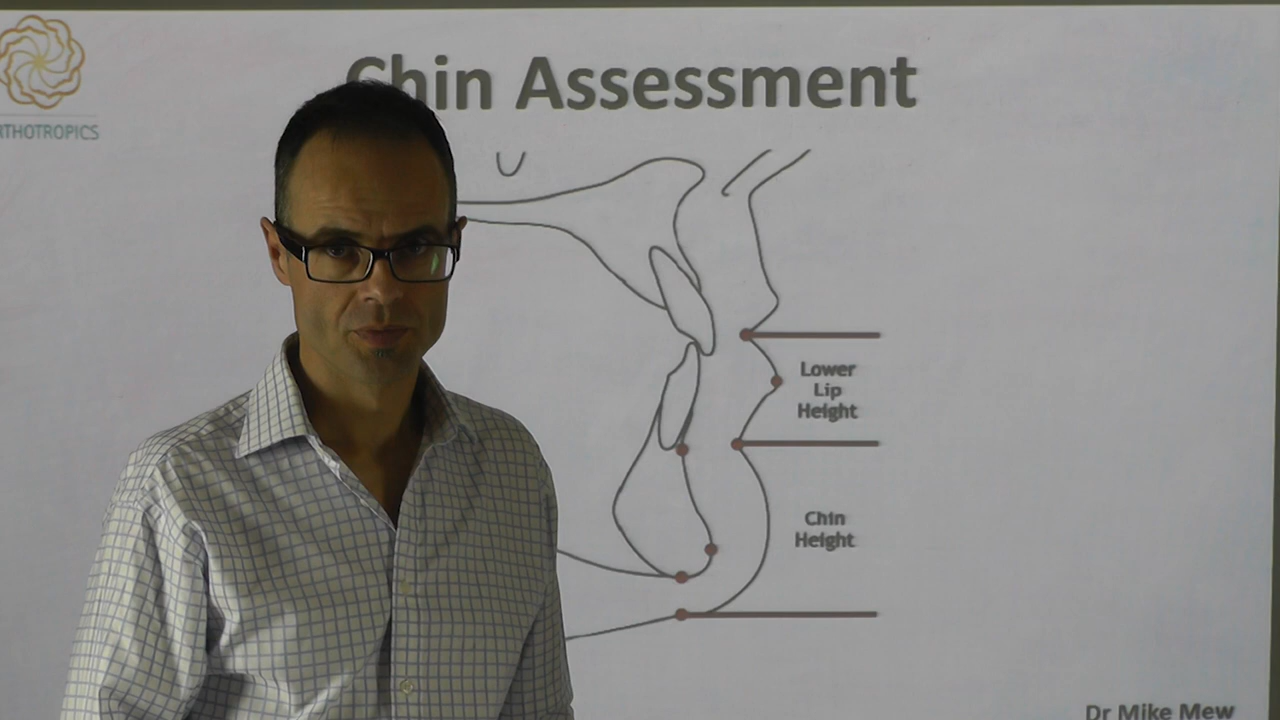 Chin Assessment
RTHOTROPICS
Lower
Lip
Height
Chin
Height
Dr Mike Mew